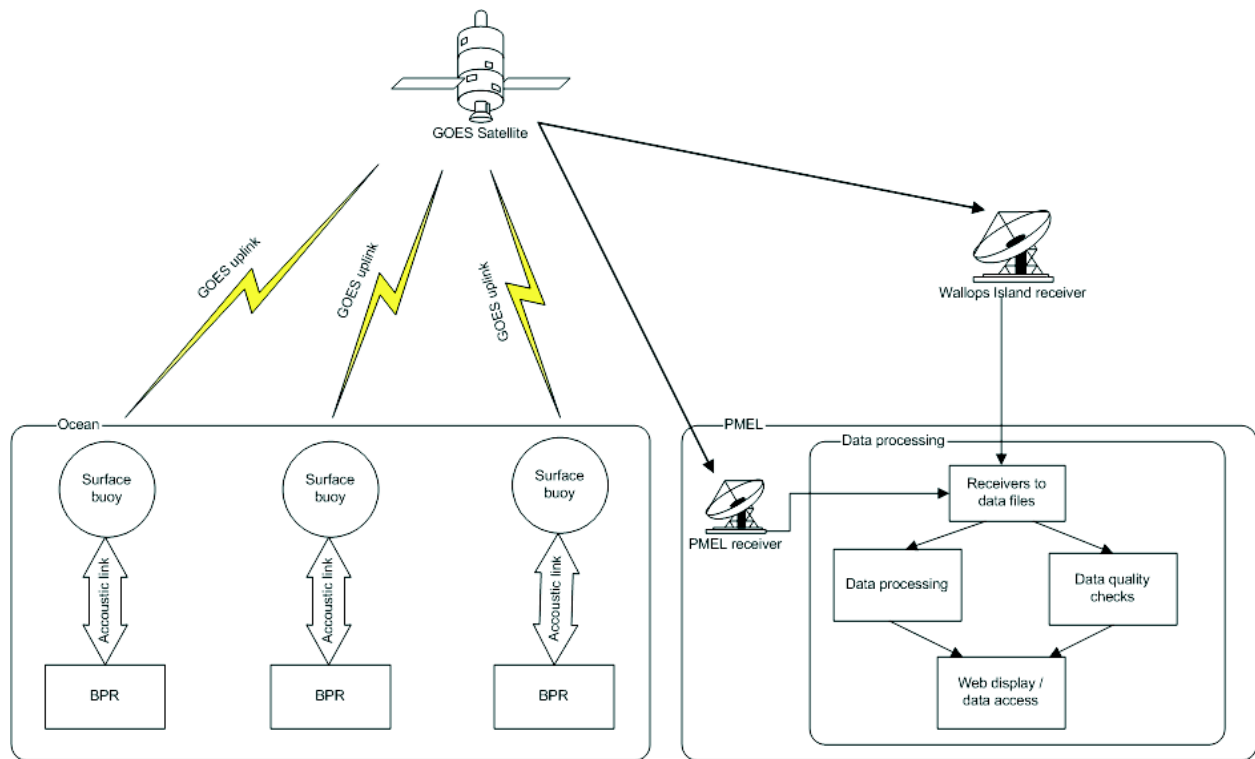 GOES Satellite
GOES uplink
GOES uplink
GOES uplink
Wallops Island receiver
Ocean
Surface
buoy
Surface
buoy
Surface
buoy
Accoustic link
Accoustic link
Accoustic link
BPR
BPR
BPR
PMEL
Data processing
PMEL receiver
Receivers to
data files
Data processing
Data quality
checks
Web display /
data access